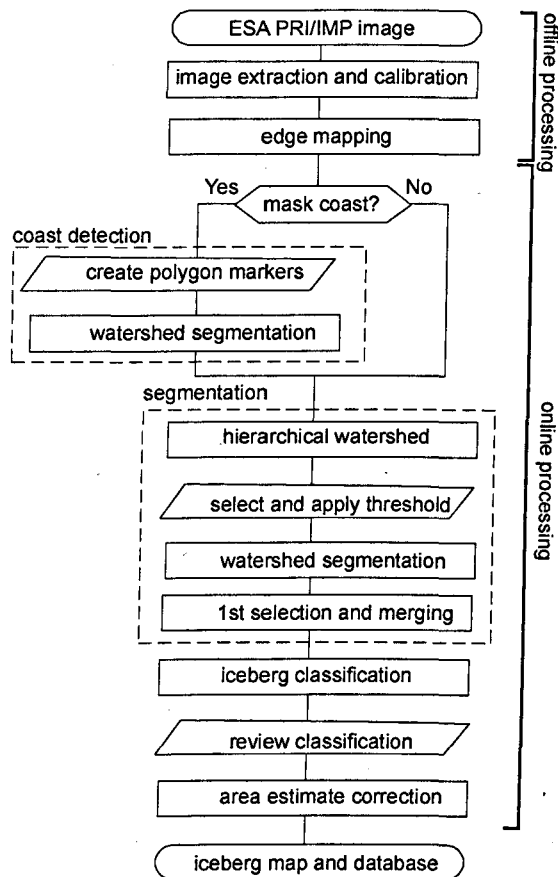 ESA PRI/IMP image
image extraction and calibration
edge mapping
offline processing
Yes
No
mask coast?
coast detection
create polygon markers
watershed segmentation
segmentation
hierarchical watershed
select and apply threshold
watershed segmentation
1st selection and merging
iceberg classification
review classification
area estimate correction
online processing
iceberg map and database